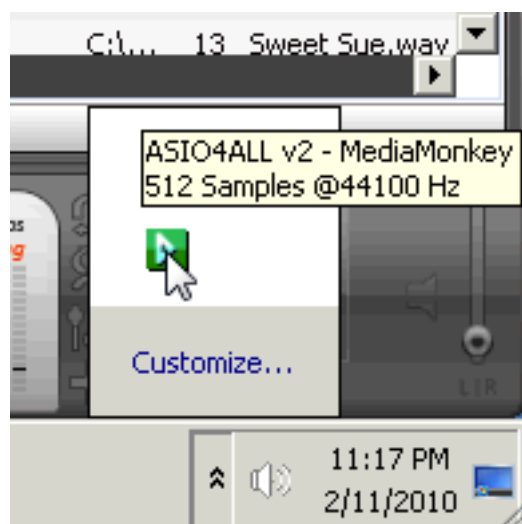 C:\... 13 Sweet Sue.wav
ASIO4ALL v2 - MediaMonkey
512 Samples @44100 Hz
Customize...
L|R
11:17 PM
2/11/2010